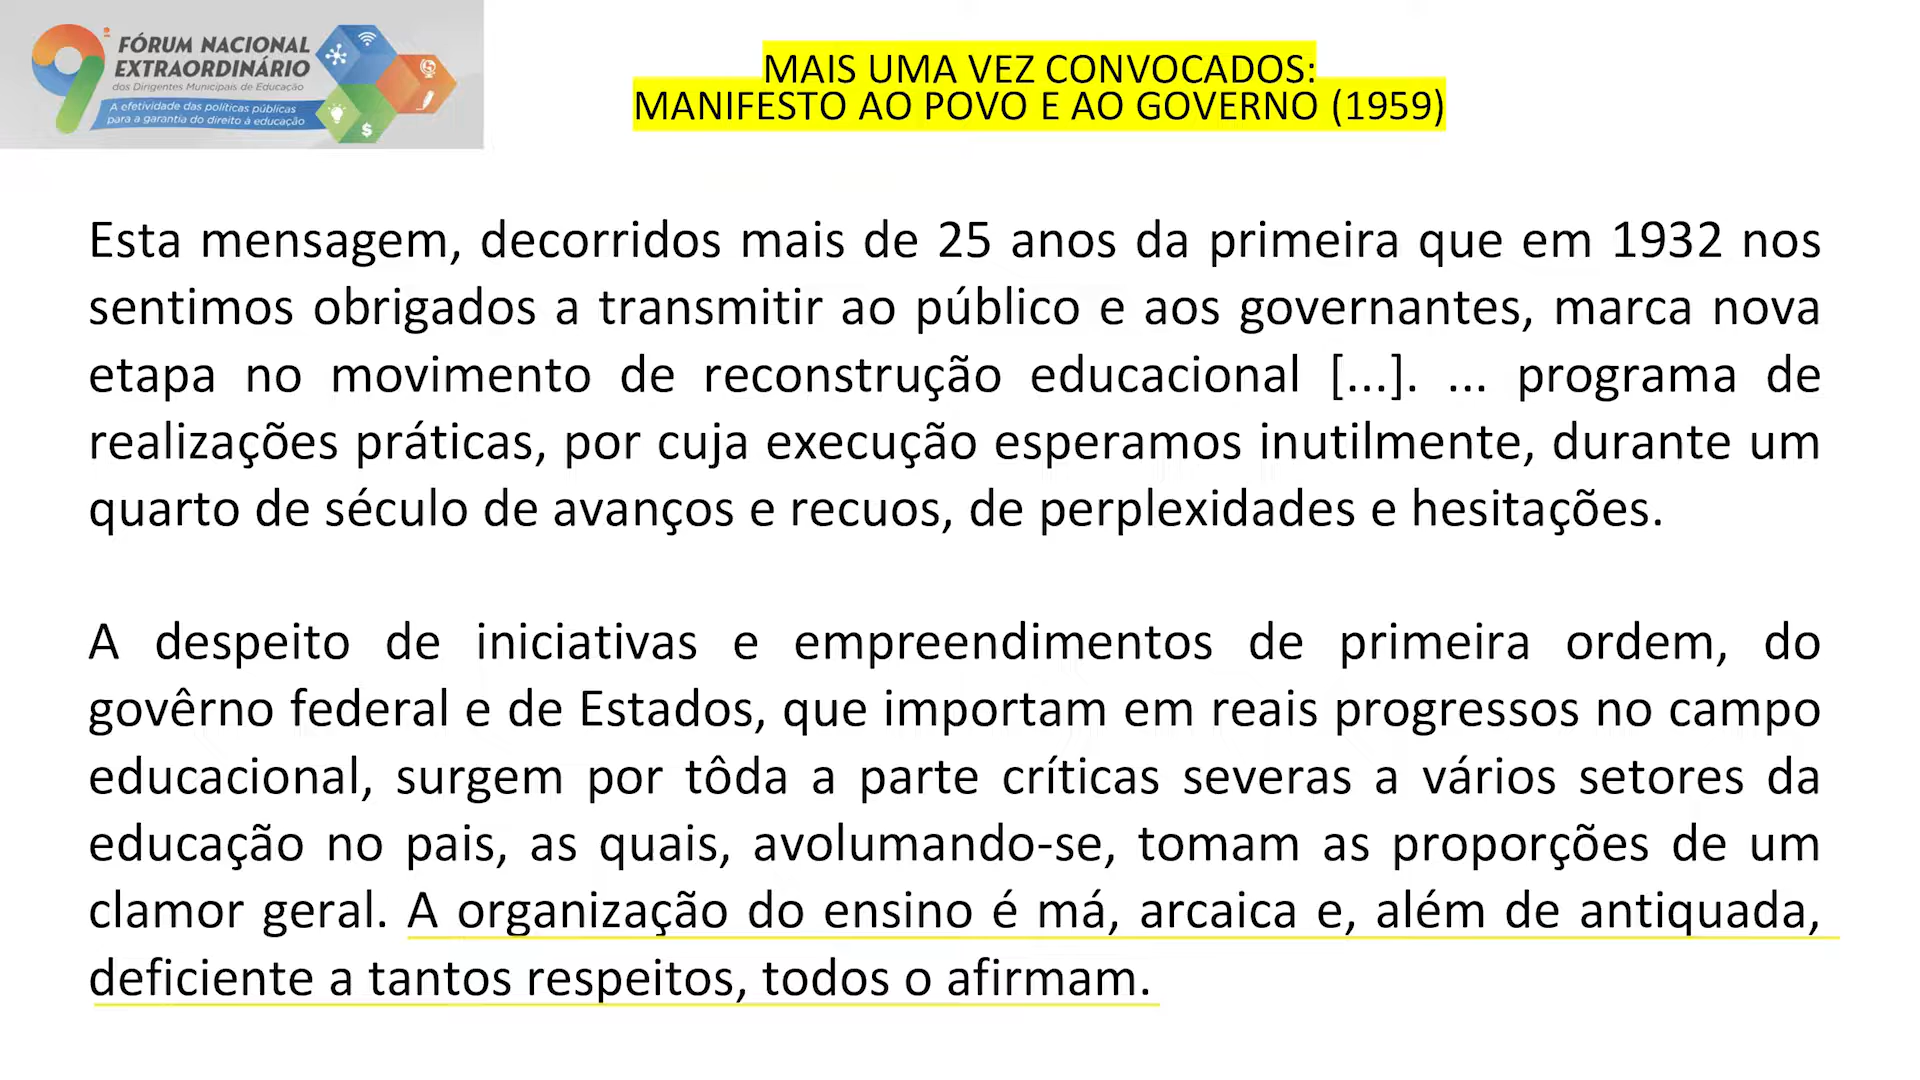 9º
FÓRUM NACIONAL
EXTRAORDINÁRIO
dos Dirigentes Municipais de Educação
A efetividade das políticas públicas
para a garantia do direito à educação
$
MAIS UMA VEZ CONVOCADOS:
MANIFESTO AO POVO E AO GOVERNO (1959)
Esta mensagem, decorridos mais de 25 anos da primeira que em 1932 nos
sentimos obrigados a transmitir ao público e aos governantes, marca nova
etapa no movimento de reconstrução educacional [...]. ... programa de
realizações práticas, por cuja execução esperamos inutilmente, durante um
quarto de século de avanços e recuos, de perplexidades e hesitações.
A despeito de iniciativas e empreendimentos de primeira ordem, do
govêrno federal e de Estados, que importam em reais progressos no campo
educacional, surgem por tôda a parte críticas severas a vários setores da
educação no pais, as quais, avolumando-se, tomam as proporções de um
clamor geral. A organização do ensino é má, arcaica e, além de antiquada,
deficiente a tantos respeitos, todos o afirmam.